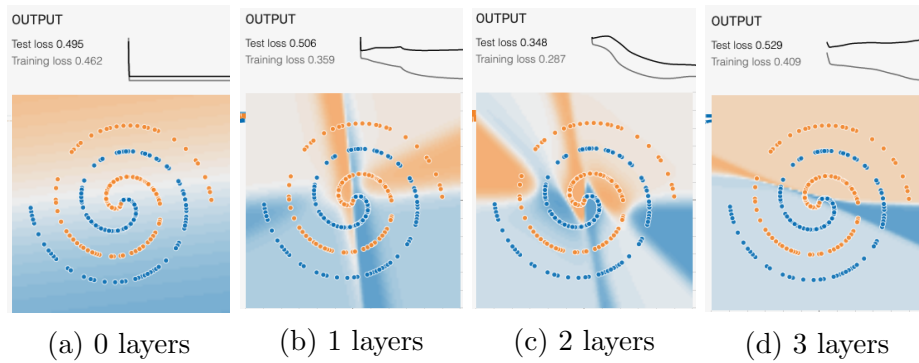 OUTPUT
Test loss 0.495
Training loss 0.462
OUTPUT
Test loss 0.506
Training loss 0.359
OUTPUT
Test loss 0.348
Training loss 0.287
OUTPUT
Test loss 0.529
Training loss 0.409
(a) 0 layers
(b) 1 layers
(c) 2 layers
(d) 3 layers